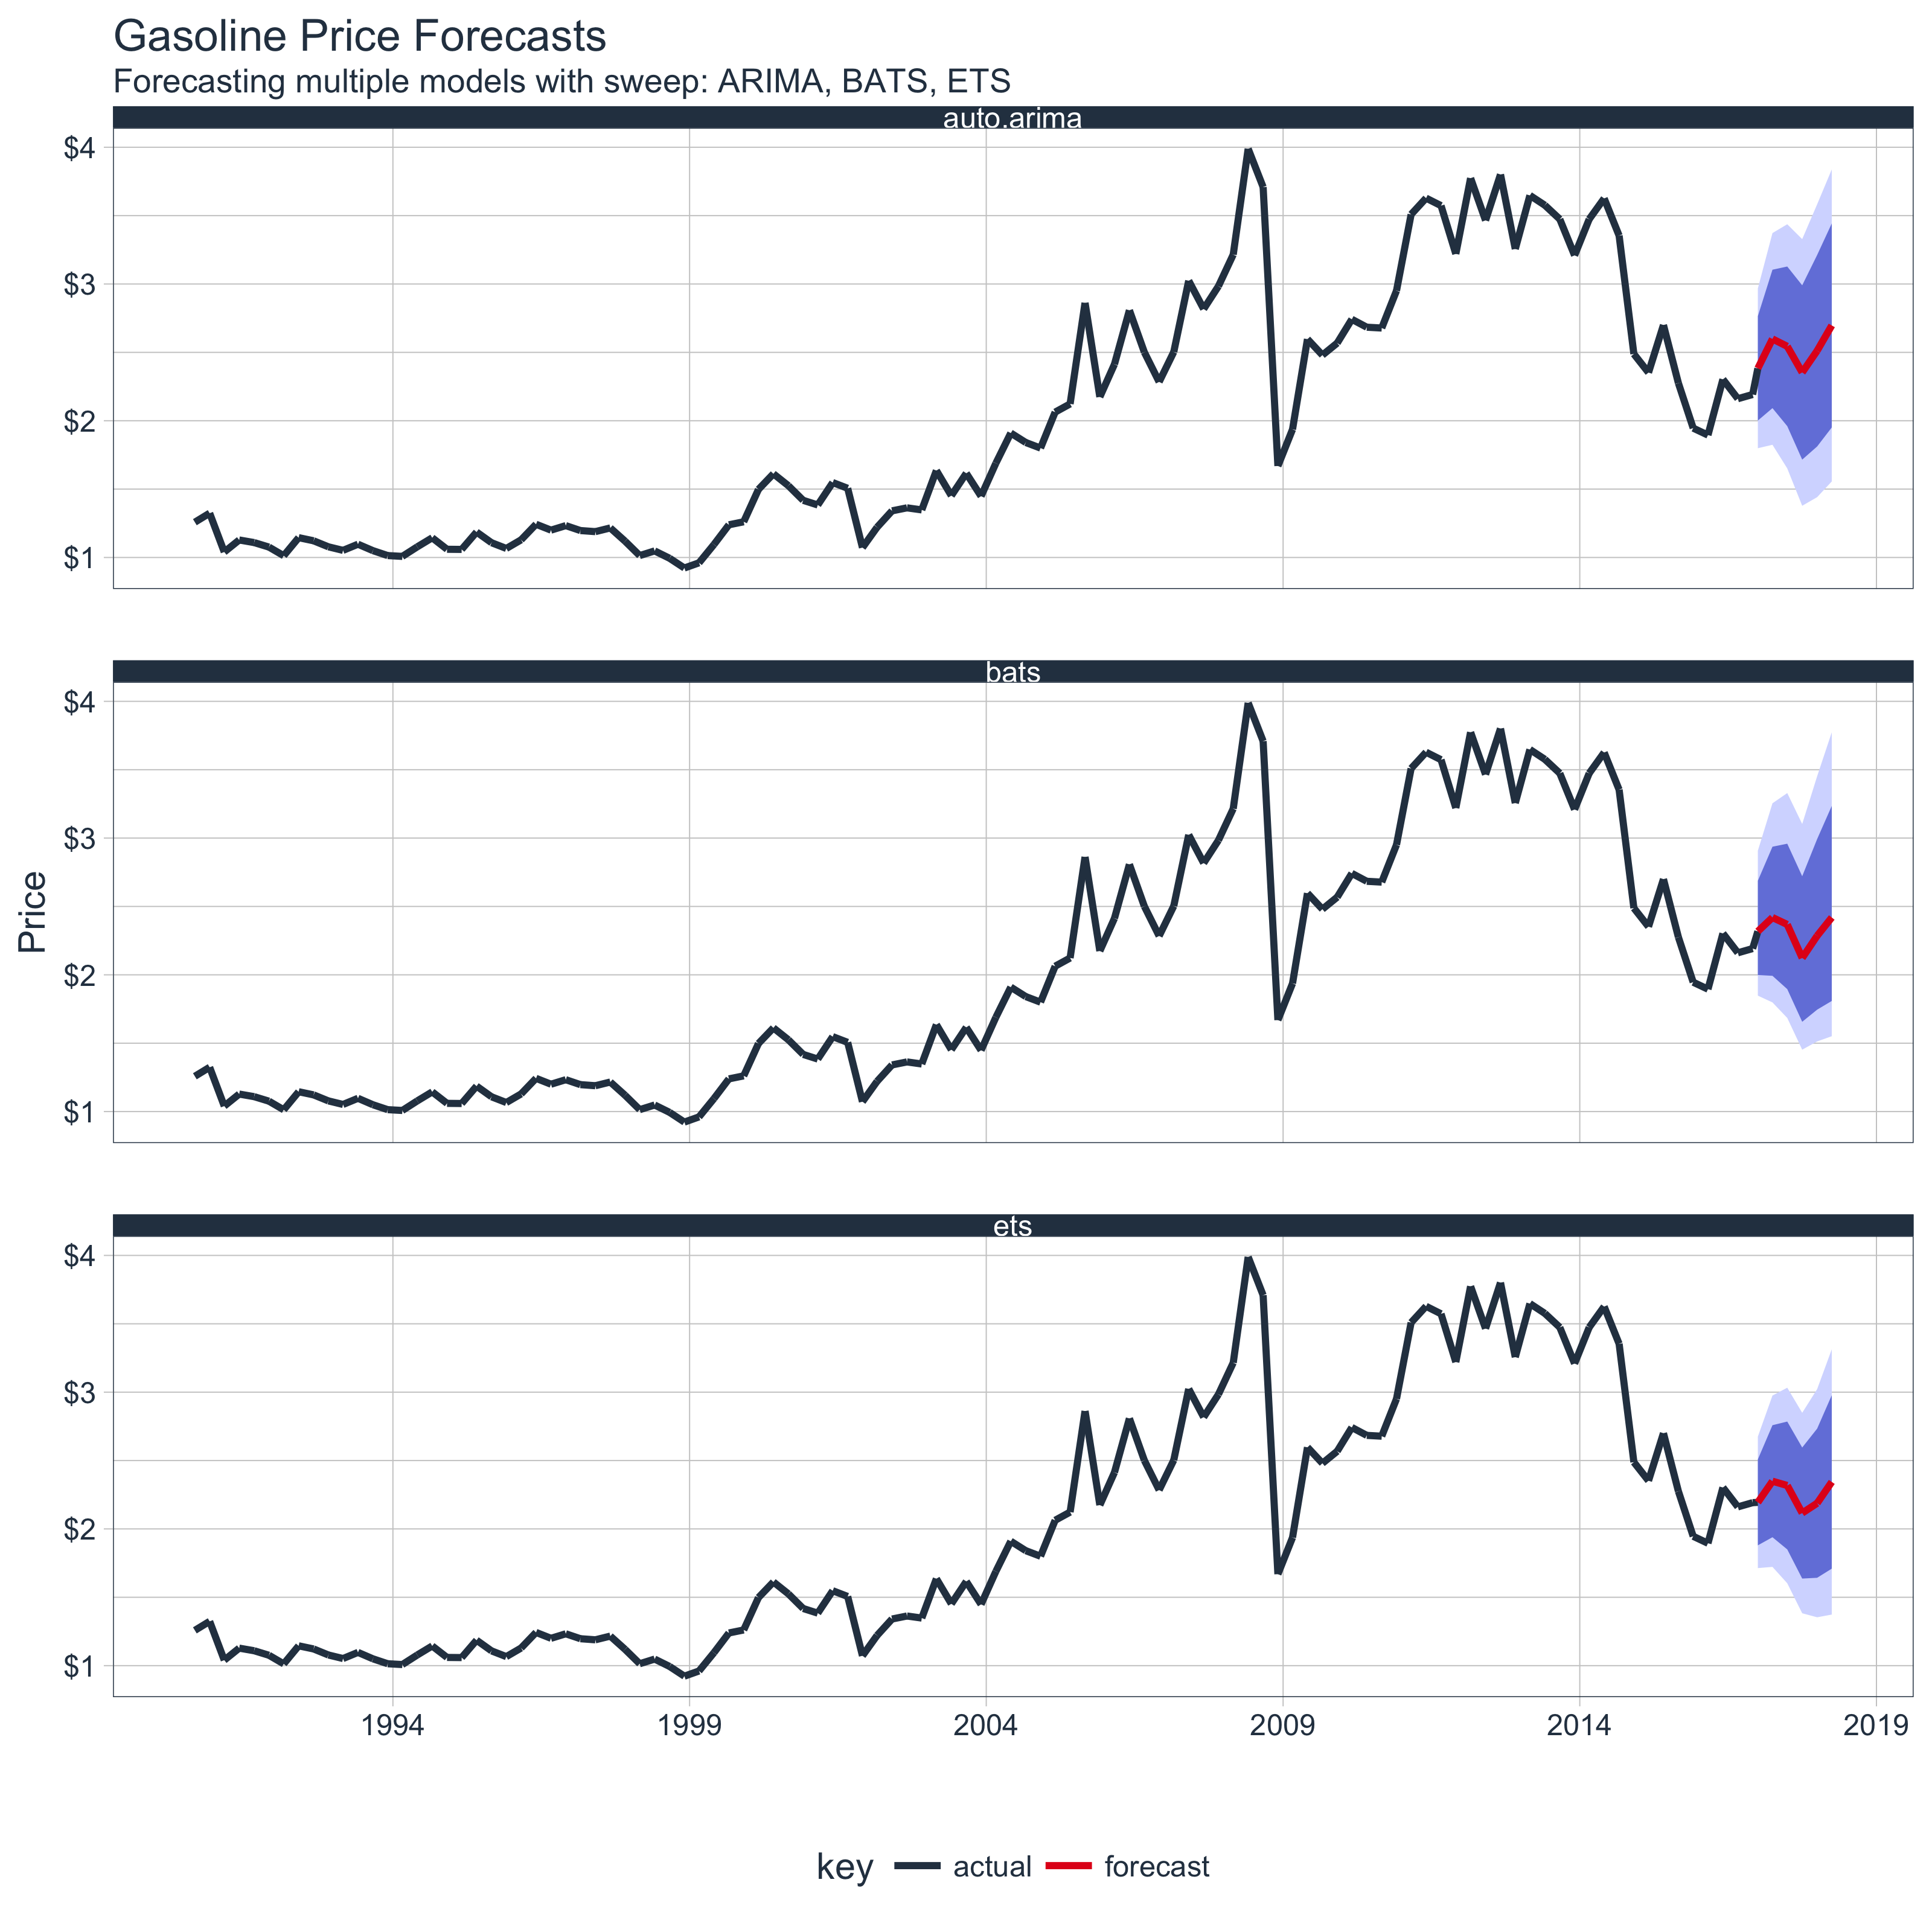 Gasoline Price Forecasts
Forecasting multiple models with sweep: ARIMA, BATS, ETS
auto.arima
$4
$3
$2
$1
bats
$4
$3
$2
$1
Price
ets
$4
$3
$2
$1
1994 1999 2004 2009 2014 2019
key actual forecast